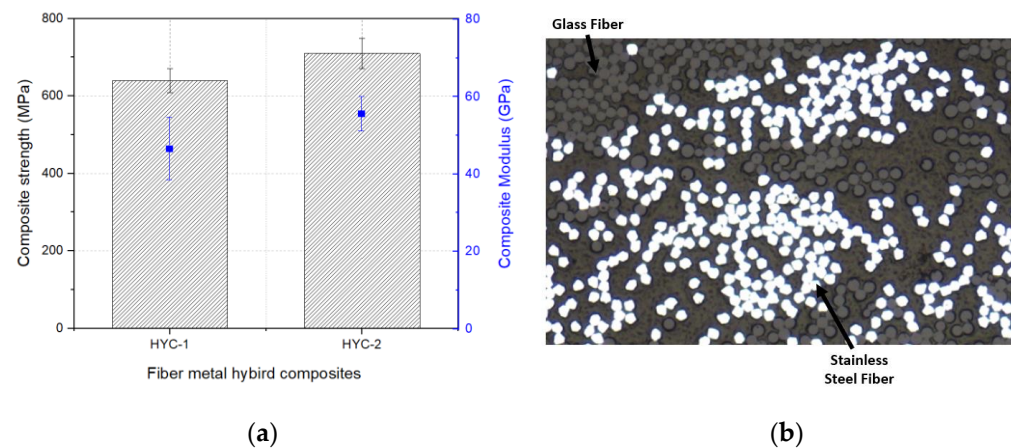 Composite strength (MPa)
800
600
400
200
0
HYC-1
HYC-2
Fiber metal hybird composites
80
60
40
20
0
Composite Modulus (GPa)
(a)
Glass Fiber
Stainless
Steel Fiber
(b)